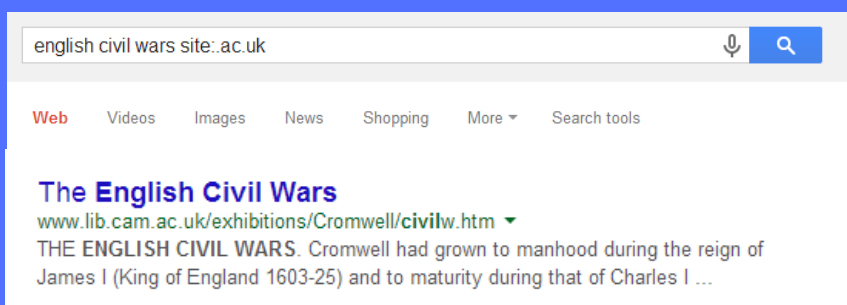 english civil wars site:.ac.uk
Web Videos Images News Shopping More Search tools
The English Civil Wars
www.lib.cam.ac.uk/exhibitions/Cromwell/civilw.htm
THE ENGLISH CIVIL WARS. Cromwell had grown to manhood during the reign of
James I (King of England 1603-25) and to maturity during that of Charles I ...